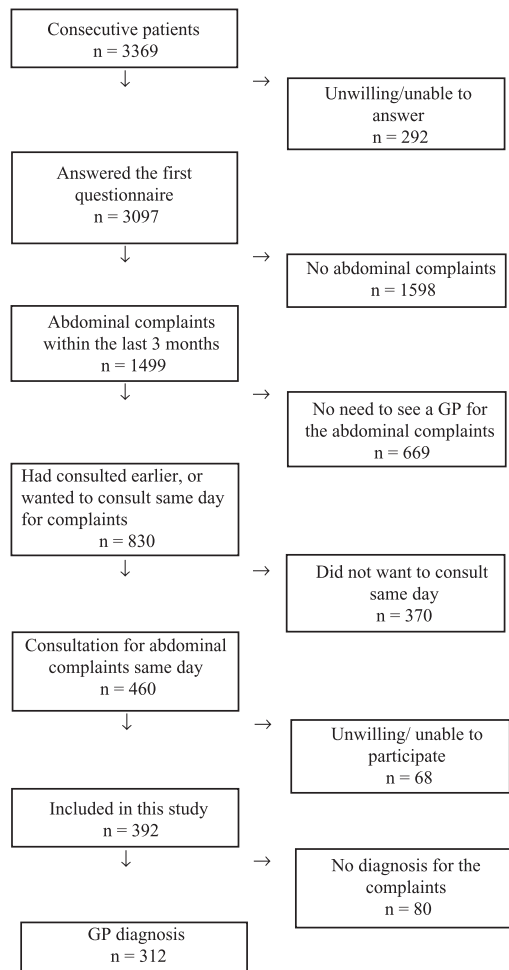 Consecutive patients
n = 3369
↓
→
Unwilling/unable to
answer
n = 292
Answered the first
questionnaire
n = 3097
↓
→
No abdominal complaints
n = 1598
Abdominal complaints
within the last 3 months
n = 1499
↓
→
No need to see a GP for
the abdominal complaints
n = 669
Had consulted earlier, or
wanted to consult same day
for complaints
n = 830
↓
→
Did not want to consult
same day
n = 370
Consultation for abdominal
complaints same day
n = 460
↓
→
Unwilling/ unable to
participate
n = 68
Included in this study
n = 392
↓
→
No diagnosis for the
complaints
n = 80
GP diagnosis
n = 312